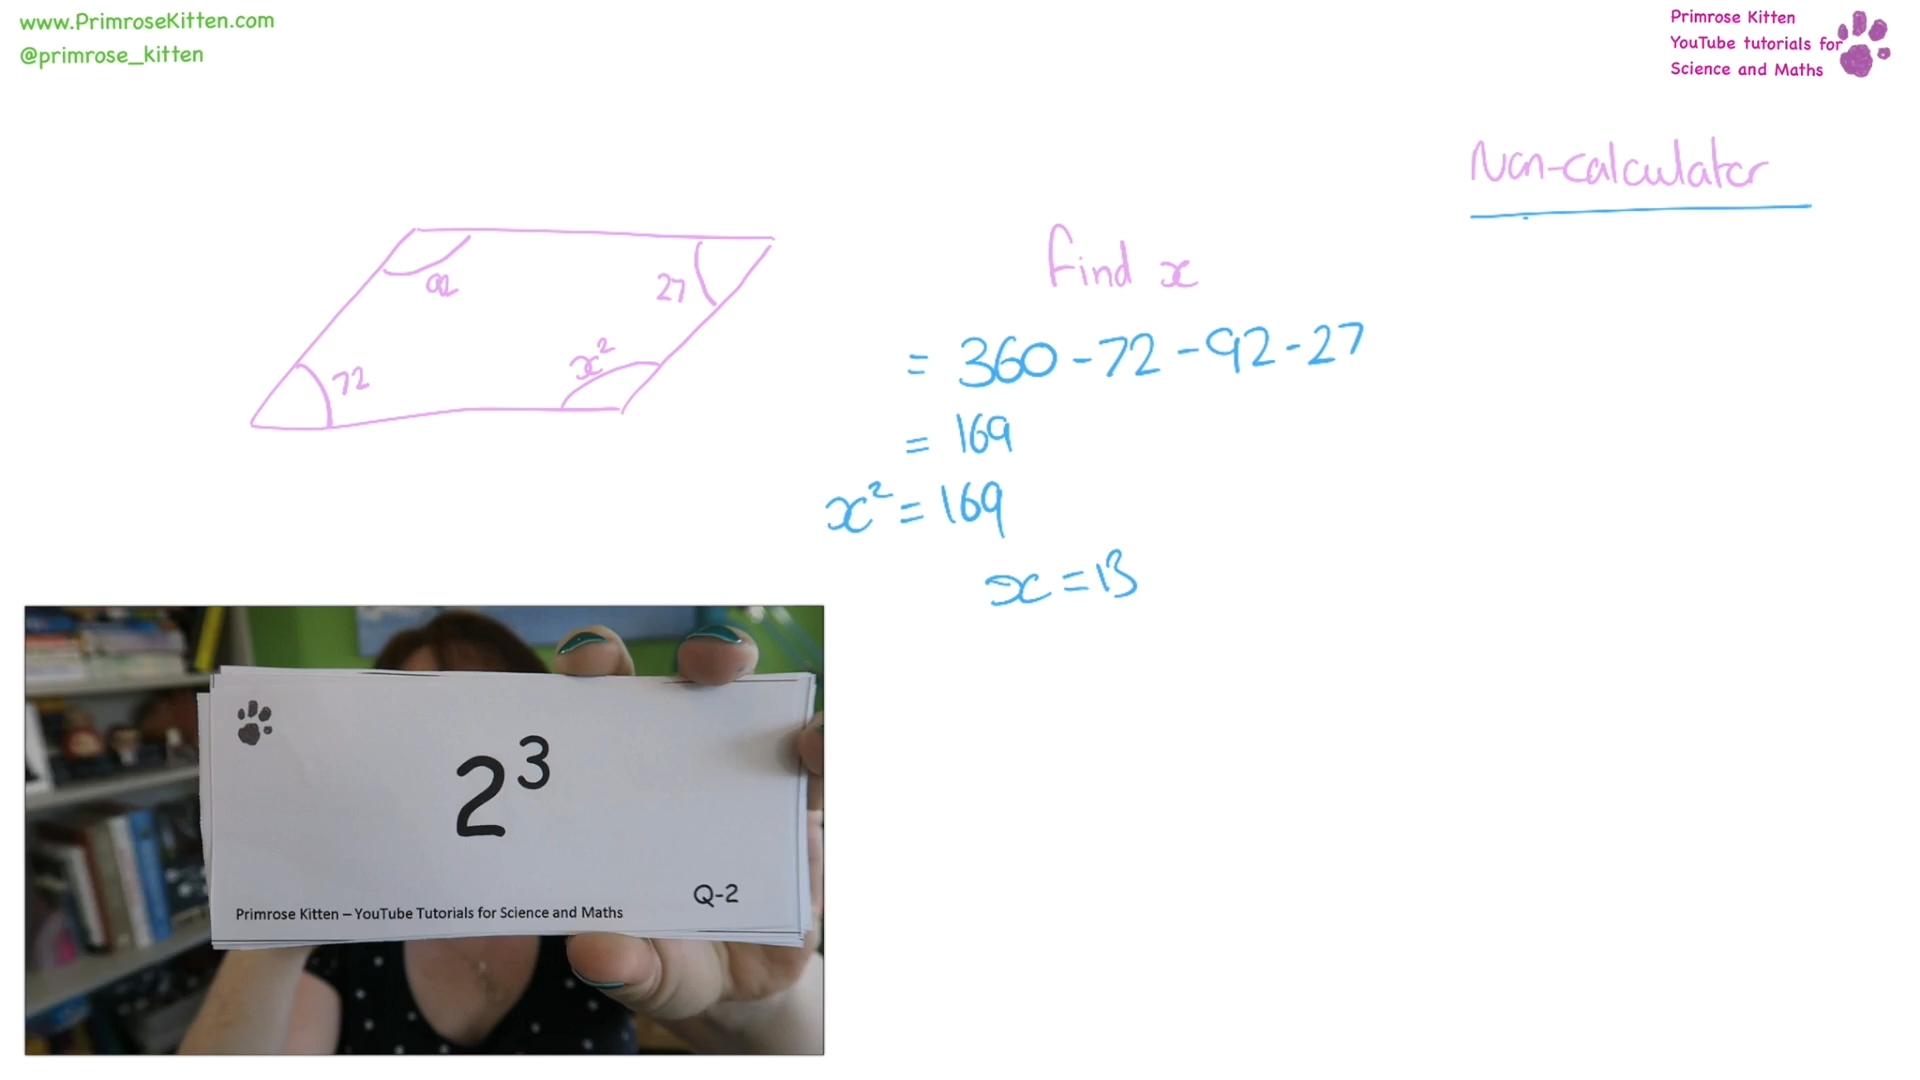 www.PrimroseKitten.com
@primrose_kitten
Primrose Kitten
YouTube tutorials for
Science and Maths
Non-calculator
92
27
72
x²
Find x
= 360 - 72 - 92 - 27
= 169
x² = 169
x = 13
2³
Q-2
Primrose Kitten – YouTube Tutorials for Science and Maths